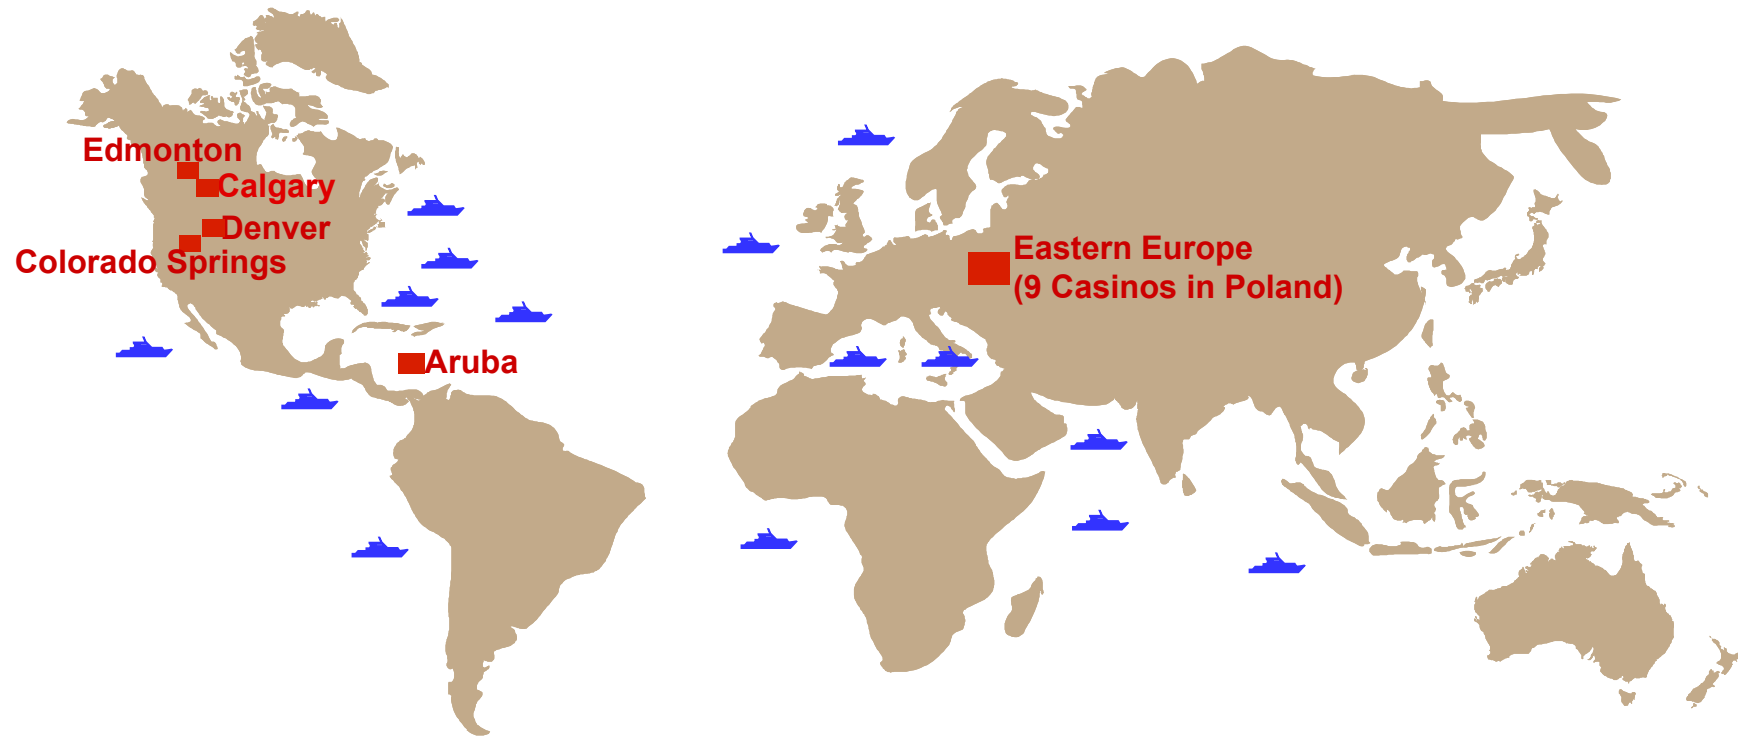 Edmonton
Calgary
Denver
Colorado Springs
Aruba
Eastern Europe
(9 Casinos in Poland)